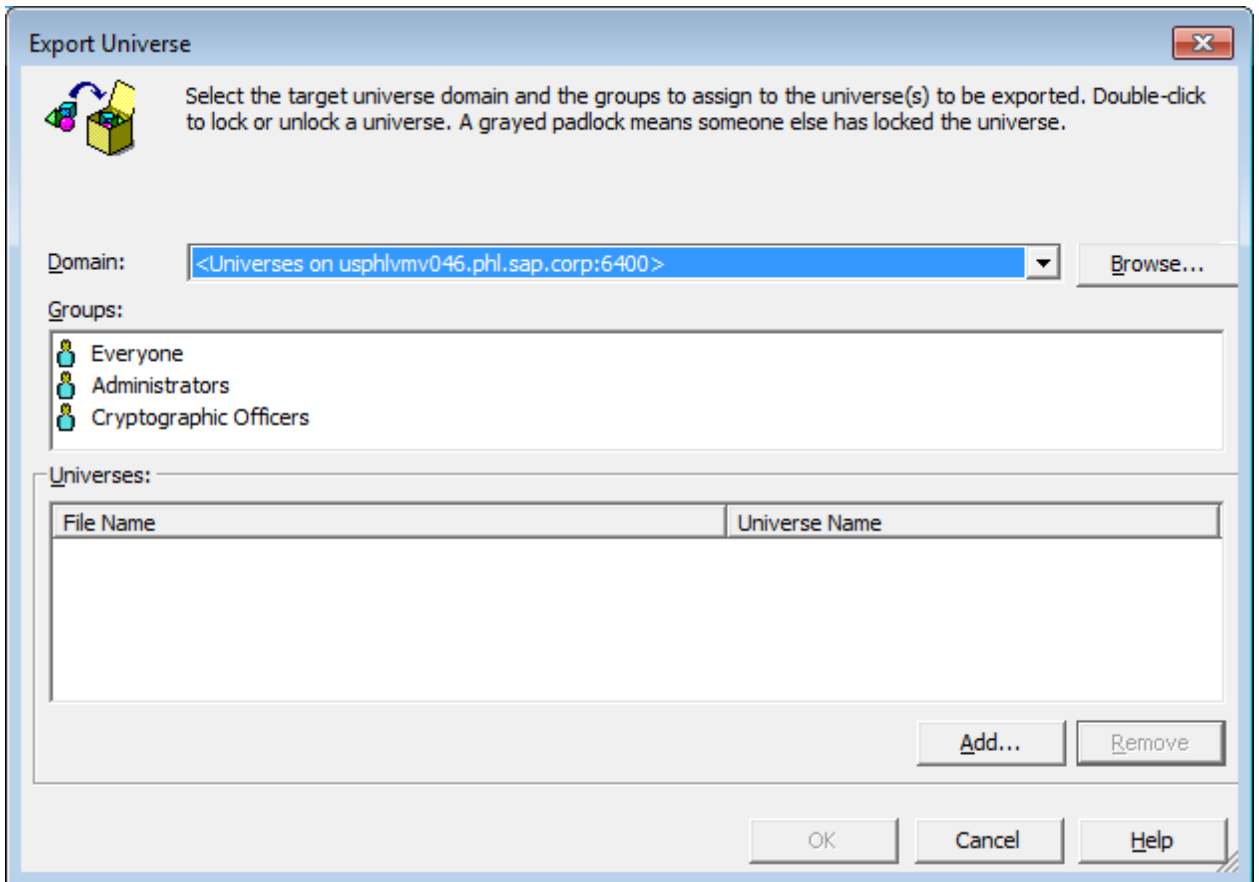 Export Universe
Select the target universe domain and the groups to assign to the universe(s) to be exported. Double-click
to lock or unlock a universe. A grayed padlock means someone else has locked the universe.
Domain: <Universes on usphlvmv046.phl.sap.corp:6400> Browse...
Groups:
Everyone
Administrators
Cryptographic Officers
Universes:
File Name Universe Name
Add... Remove
OK Cancel Help